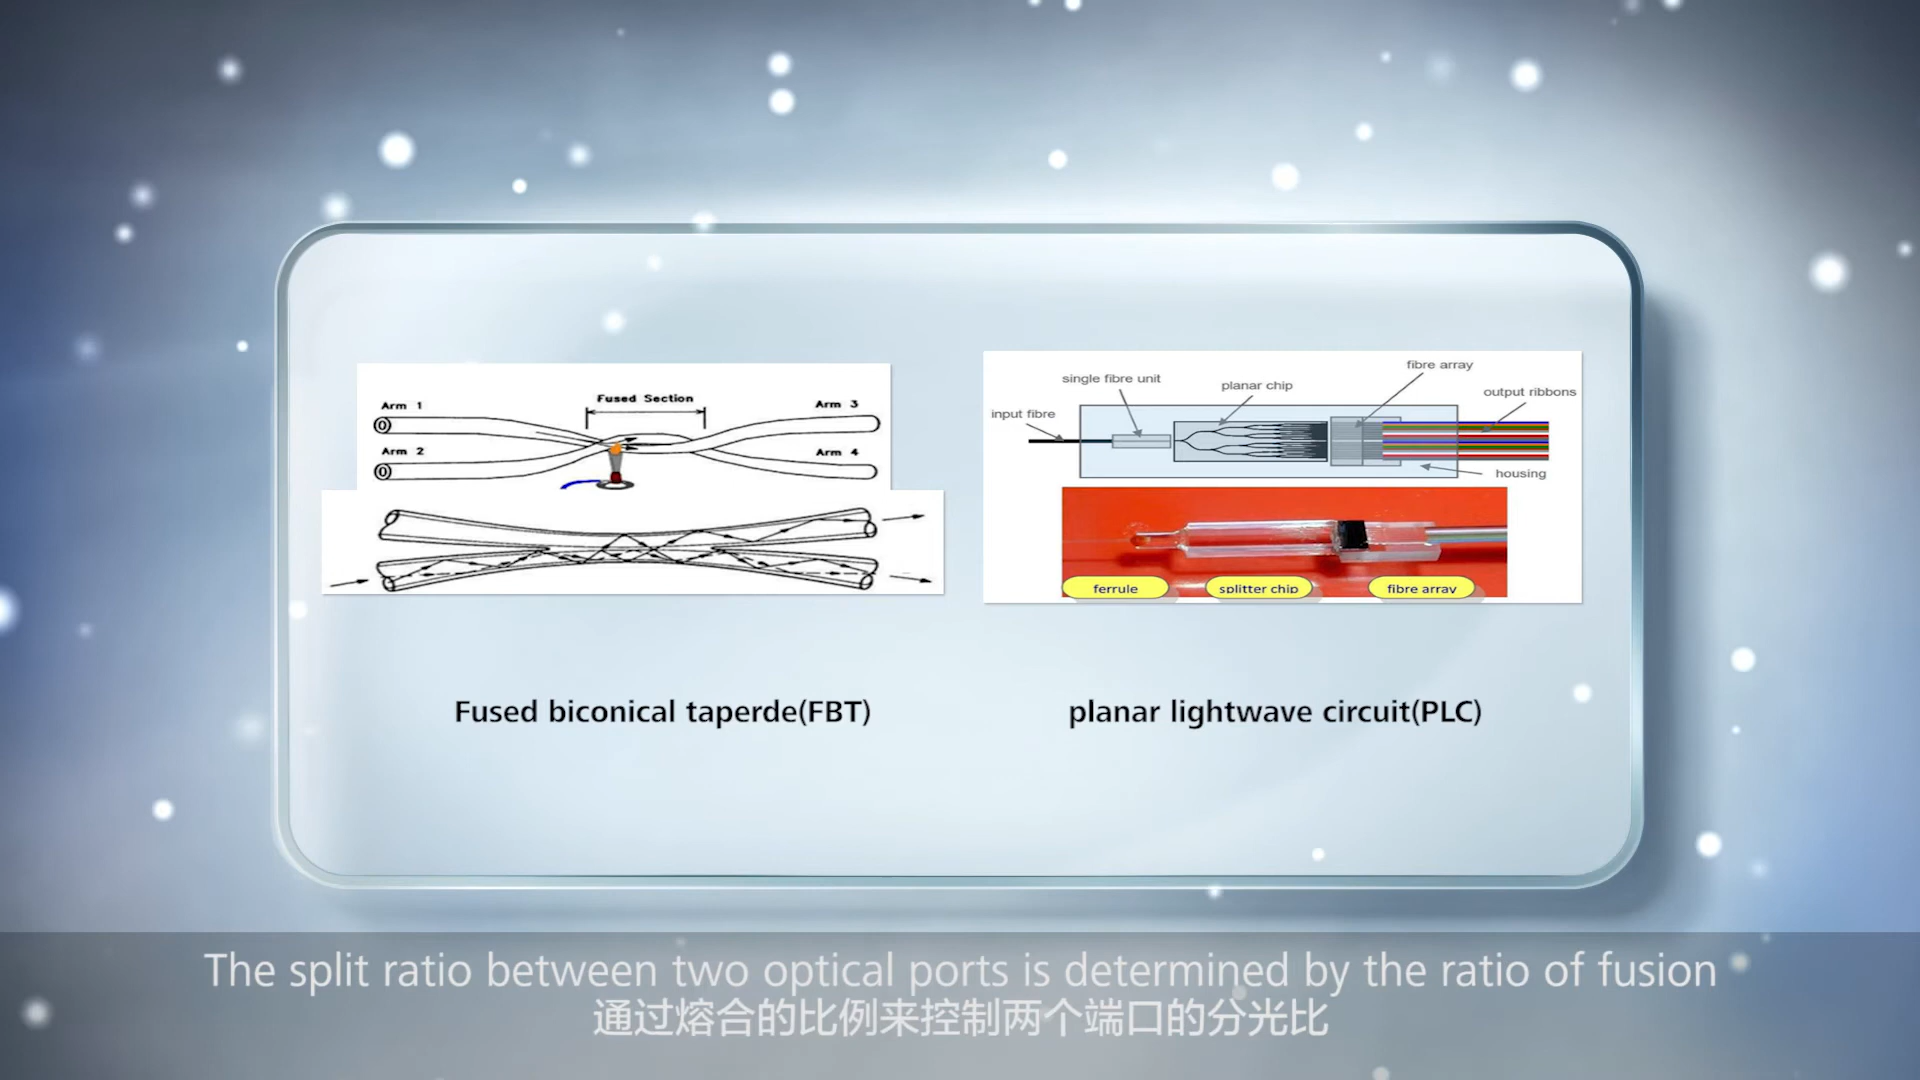 Arm 1
Fused Section
Arm 3
Arm 2
Arm 4
single fibre unit
planar chip
fibre array
output ribbons
input fibre
housing
ferrule
splitter chip
fibre array
Fused biconical taperde(FBT)
planar lightwave circuit(PLC)
The split ratio between two optical ports is determined by the ratio of fusion
通过熔合的比例来控制两个端口的分光比